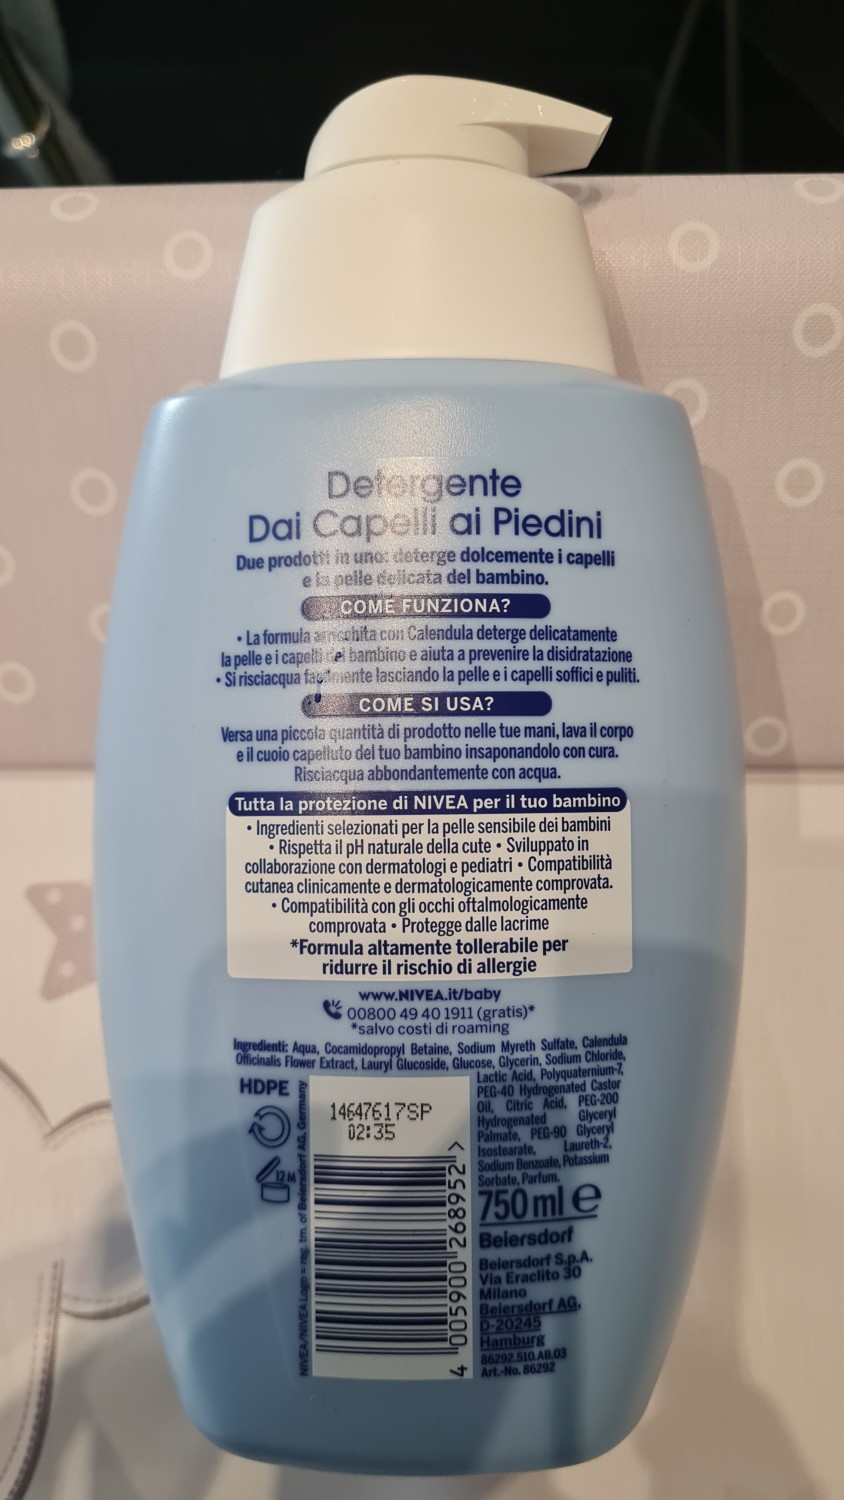 Detergente
Dai Capelli ai Piedini
Due prodotti in uno: deterge dolcemente i capelli
e la pelle delicata del bambino.
COME FUNZIONA?
• La formula arricchita con Calendula deterge delicatamente
la pelle e i capelli del bambino e aiuta a prevenire la disidratazione
• Si risciacqua facilmente lasciando la pelle e i capelli soffici e puliti.
COME SI USA?
Versa una piccola quantità di prodotto nelle tue mani, lava il corpo
e il cuoio capelluto del tuo bambino insaponandolo con cura.
Risciacqua abbondantemente con acqua.
Tutta la protezione di NIVEA per il tuo bambino
• Ingredienti selezionati per la pelle sensibile dei bambini
• Rispetta il pH naturale della cute • Sviluppato in
collaborazione con dermatologi e pediatri • Compatibilità
cutanea clinicamente e dermatologicamente comprovata.
• Compatibilità con gli occhi oftalmologicamente
comprovata • Protegge dalle lacrime
*Formula altamente tollerabile per
ridurre il rischio di allergie
www.NIVEA.it/baby
00800 49 40 1911 (gratis)*
*salvo costi di roaming
Ingredienti: Aqua, Cocamidopropyl Betaine, Sodium Myreth Sulfate, Calendula
Officinalis Flower Extract, Lauryl Glucoside, Glucose, Glycerin, Sodium Chloride,
Lactic Acid, Polyquaternium-7,
PEG-40 Hydrogenated Castor
Oil, Citric Acid, PEG-200
Hydrogenated Glyceryl
Palmate, PEG-90 Glyceryl
Isostearate, Laureth-2,
Sodium Benzoate, Potassium
Sorbate, Parfum.
HDPE
12M
NIVEA/NIVEA Logo = reg. tm. of Beiersdorf AG, Germany
14647617SP
02:35
4 005900 268952 >
750 ml e
Beiersdorf
Beiersdorf S.p.A.
Via Eraclito 30
Milano
Beiersdorf AG,
D-20245
Hamburg
86292.510.AB.03
Art.-No. 86292